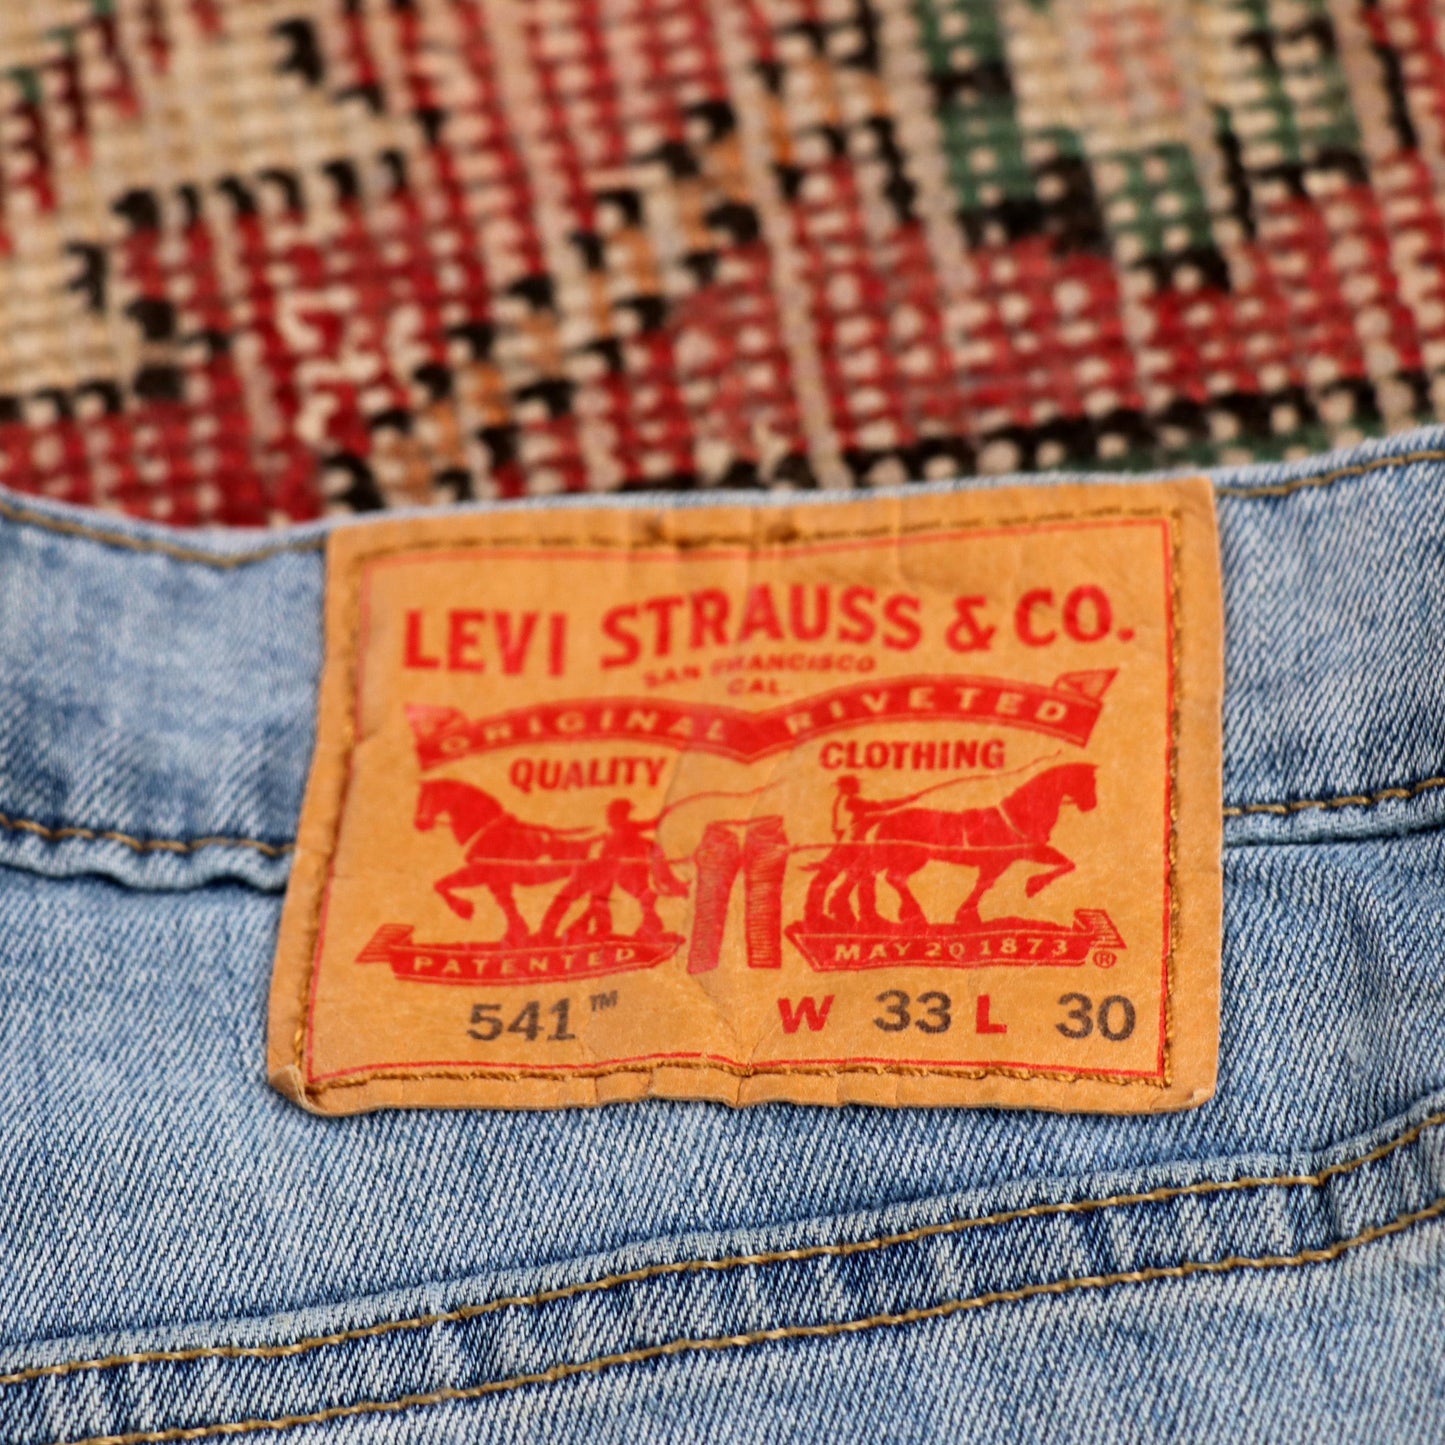 LEVI STRAUSS & CO.
SAN FRANCISCO
CAL.
ORIGINAL RIVETED
QUALITY CLOTHING
PATENTED MAY 20 1873 ®
541™ W 33 L 30